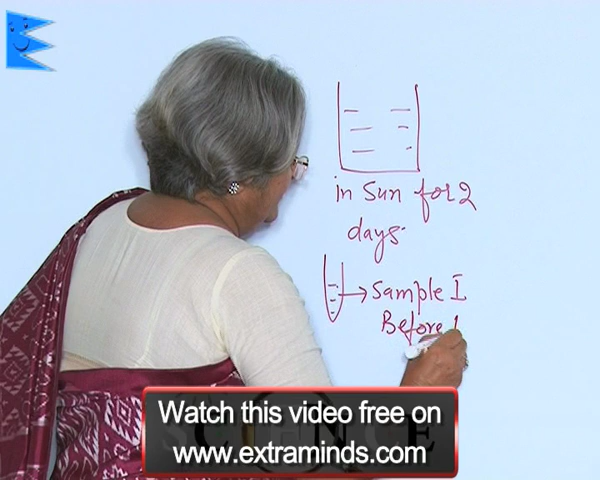 in Sun for 2
days.
Sample I
Before
Watch this video free on
www.extraminds.com